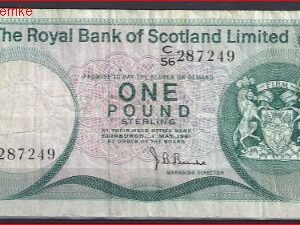 emke
The Royal Bank of Scotland Limited
C/56 287249
PROMISE TO PAY THE BEARER ON DEMAND
ONE
POUND
STERLING
AT THEIR HEAD OFFICE HERE
EDINBURGH 1 MAY 1981
BY ORDER OF THE BOARD
287249
MANAGING DIRECTOR